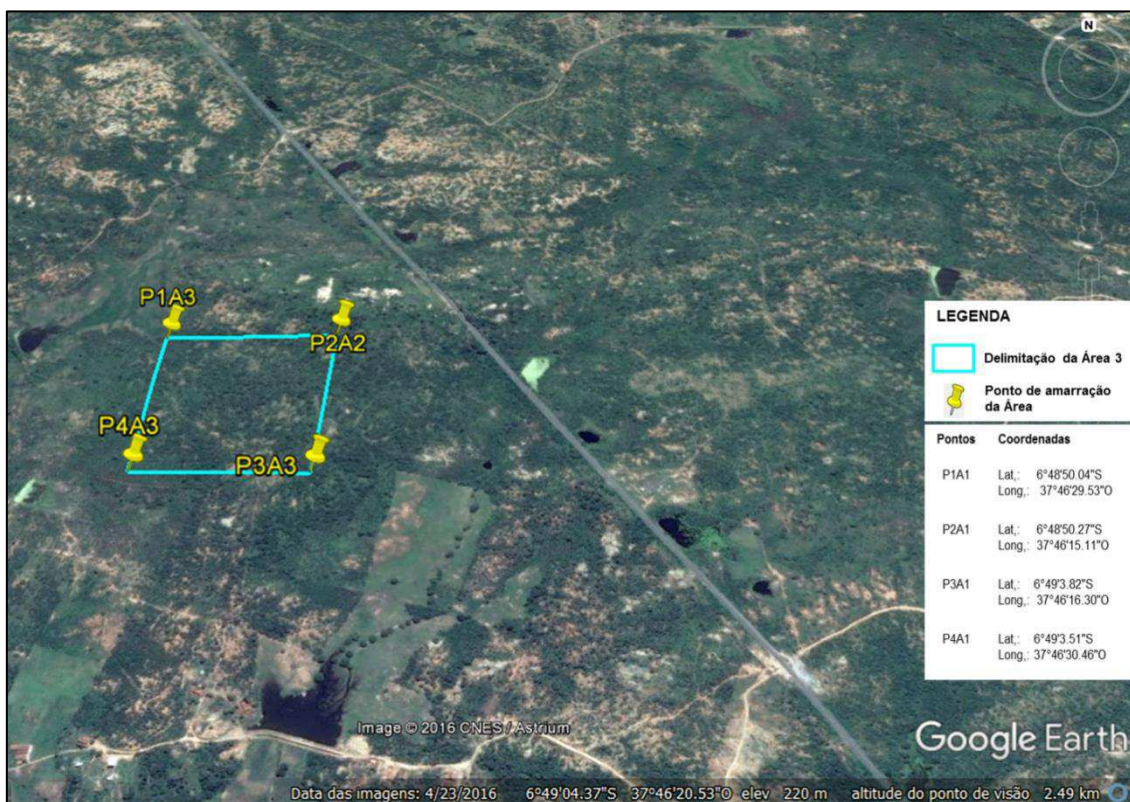 N
P1A3
P2A2
P4A3
P3A3
LEGENDA
Delimitação da Área 3
Ponto de amarração
da Área
Pontos Coordenadas
P1A1 Lat,: 6°48'50.04"S
Long,: 37°46'29.53"O
P2A1 Lat,: 6°48'50.27"S
Long,: 37°46'15.11"O
P3A1 Lat,: 6°49'3.82"S
Long,: 37°46'16.30"O
P4A1 Lat,: 6°49'3.51"S
Long,: 37°46'30.46"O
Image © 2016 CNES / Astrium
Google Earth
Data das imagens: 4/23/2016 6°49'04.37"S 37°46'20.53"O elev 220 m altitude do ponto de visão 2.49 km